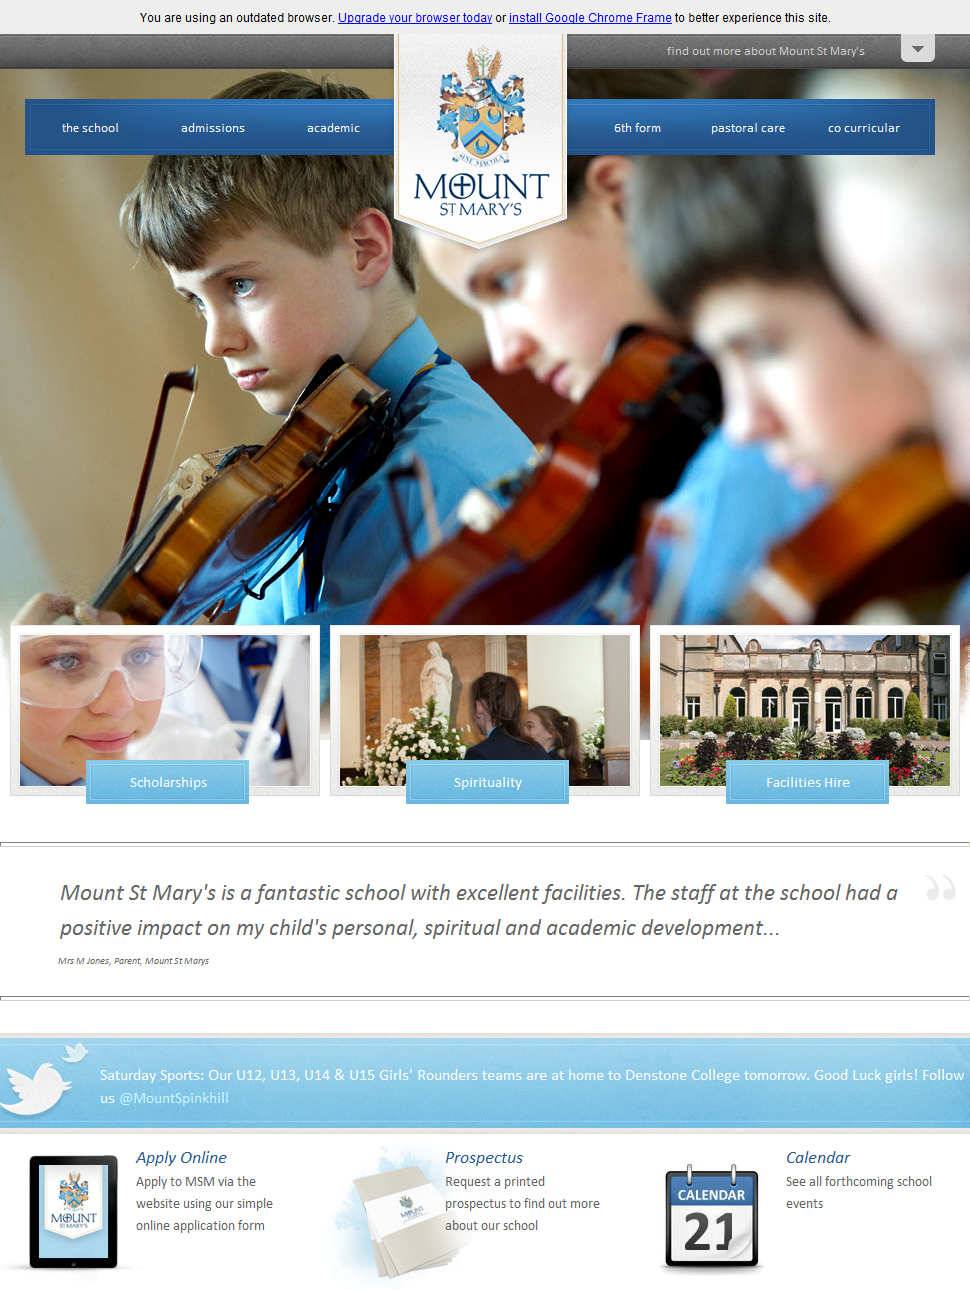 You are using an outdated browser. Upgrade your browser today or install Google Chrome Frame to better experience this site.
find out more about Mount St Mary's
the school
admissions
academic
6th form
pastoral care
co curricular
SINE MACULA
MOUNT
ST MARY'S
Scholarships
Spirituality
Facilities Hire
Mount St Mary's is a fantastic school with excellent facilities. The staff at the school had a
positive impact on my child's personal, spiritual and academic development...
Mrs M Jones, Parent, Mount St Marys
Saturday Sports: Our U12, U13, U14 & U15 Girls' Rounders teams are at home to Denstone College tomorrow. Good Luck girls! Follow
us @MountSpinkhill
MOUNT
ST MARY'S
Apply Online
Apply to MSM via the
website using our simple
online application form
MOUNT
Prospectus
Request a printed
prospectus to find out more
about our school
CALENDAR
21
Calendar
See all forthcoming school
events